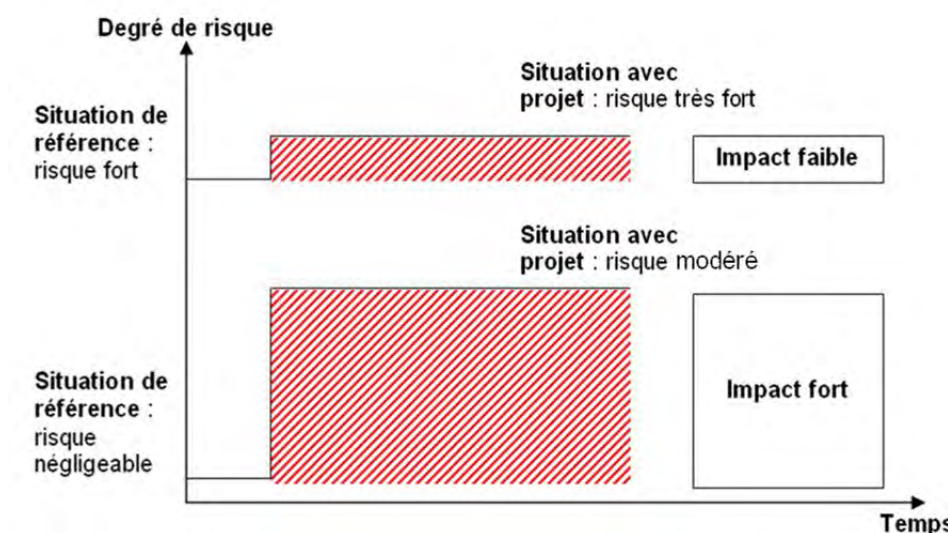 Degré de risque
Situation avec
projet : risque très fort
Situation de
référence :
risque fort
Impact faible
Situation avec
projet : risque modéré
Situation de
référence :
risque
négligeable
Impact fort
Temps